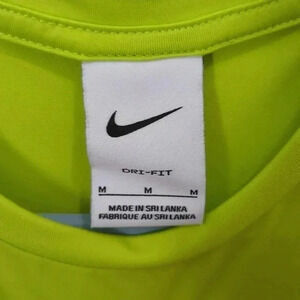 DRI-FIT
M M M
MADE IN SRI LANKA
FABRIQUE AU SRI LANKA